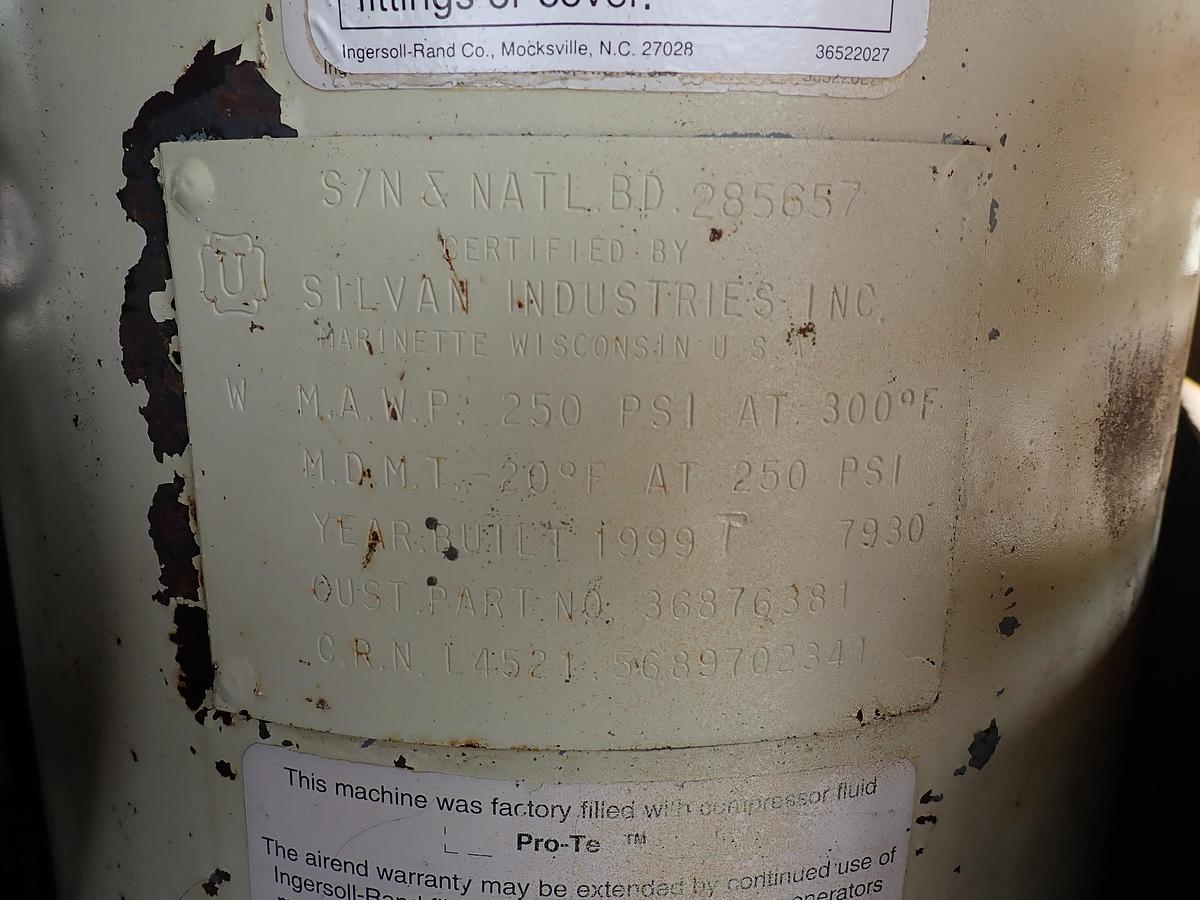 fittings or cover.
Ingersoll-Rand Co., Mocksville, N.C. 27028 36522027
S/N & NATL.BD. 285657
CERTIFIED BY
U
SILVAN INDUSTRIES INC.
MARINETTE WISCONSIN U S A
W M.A.W.P. 250 PSI AT 300°F
M.D.M.T. -20°F AT 250 PSI
YEAR BUILT 1999 T 7930
CUST. PART NO. 36876381
C.R.N. L4521.5689702341
This machine was factory filled with compressor fluid
Pro-Te ™
The airend warranty may be extended by continued use of
Ingersoll-Rand